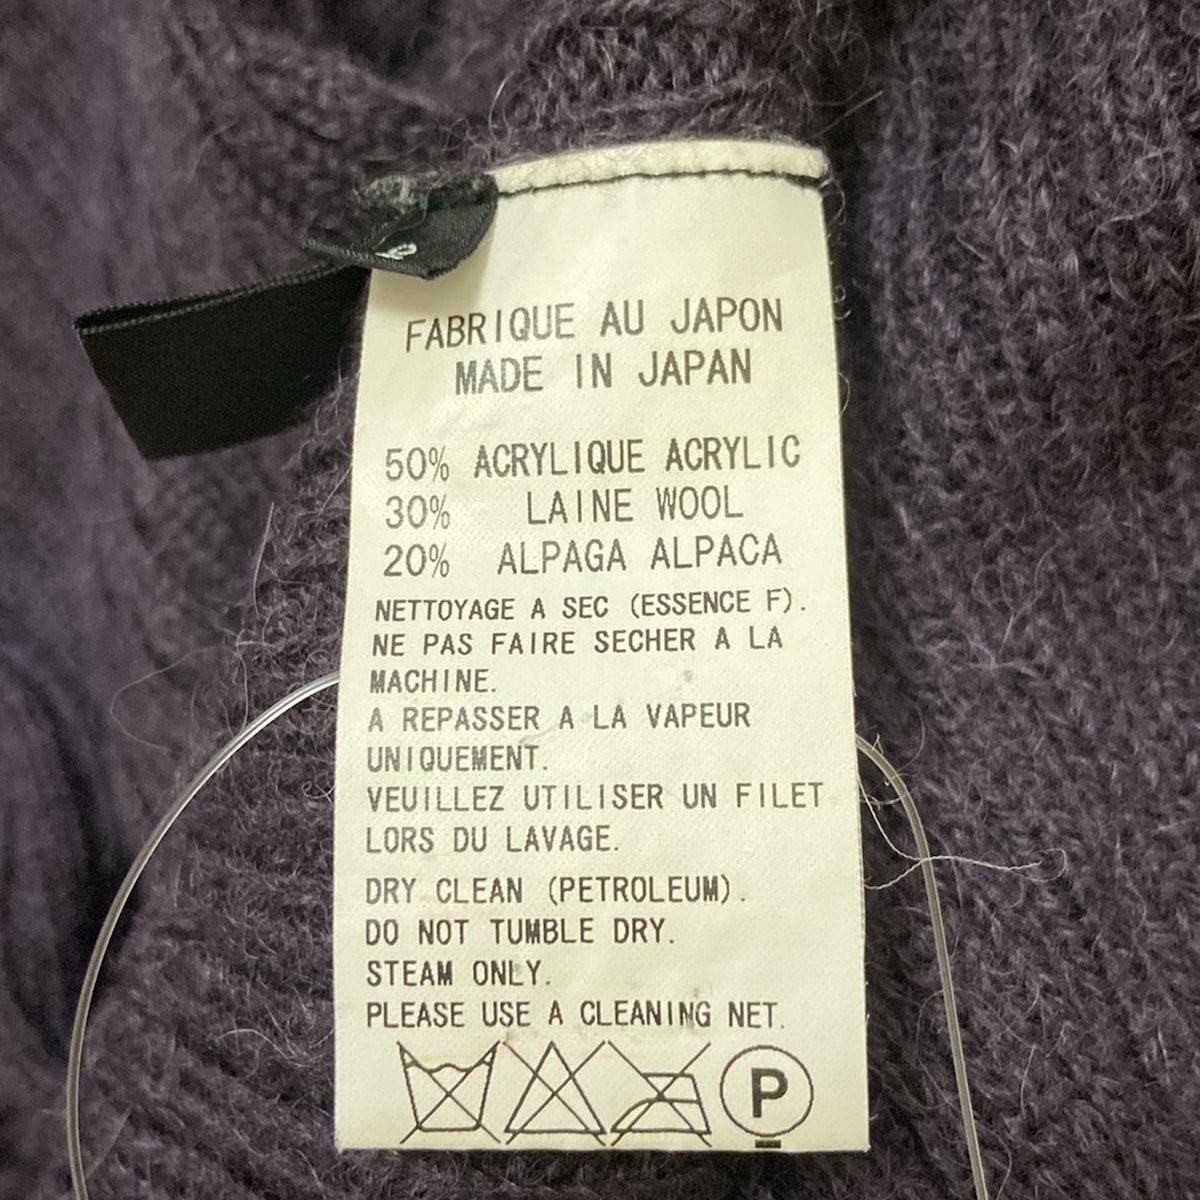 FABRIQUE AU JAPON
MADE IN JAPAN
50% ACRYLIQUE ACRYLIC
30% LAINE WOOL
20% ALPAGA ALPACA
NETTOYAGE A SEC (ESSENCE F).
NE PAS FAIRE SECHER A LA
MACHINE.
A REPASSER A LA VAPEUR
UNIQUEMENT.
VEUILLEZ UTILISER UN FILET
LORS DU LAVAGE.
DRY CLEAN (PETROLEUM).
DO NOT TUMBLE DRY.
STEAM ONLY.
PLEASE USE A CLEANING NET.
P